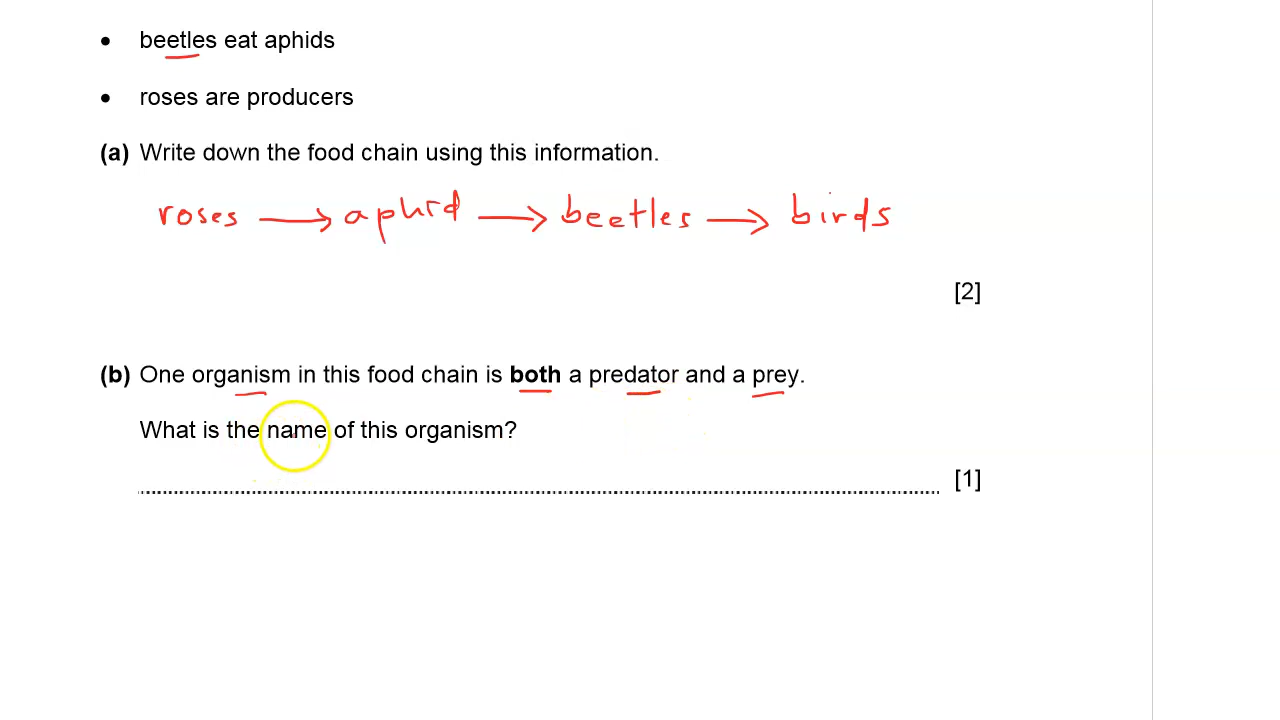 • beetles eat aphids
• roses are producers
(a) Write down the food chain using this information.
roses → aphid → beetles → birds
[2]
(b) One organism in this food chain is both a predator and a prey.
What is the name of this organism?
[1]